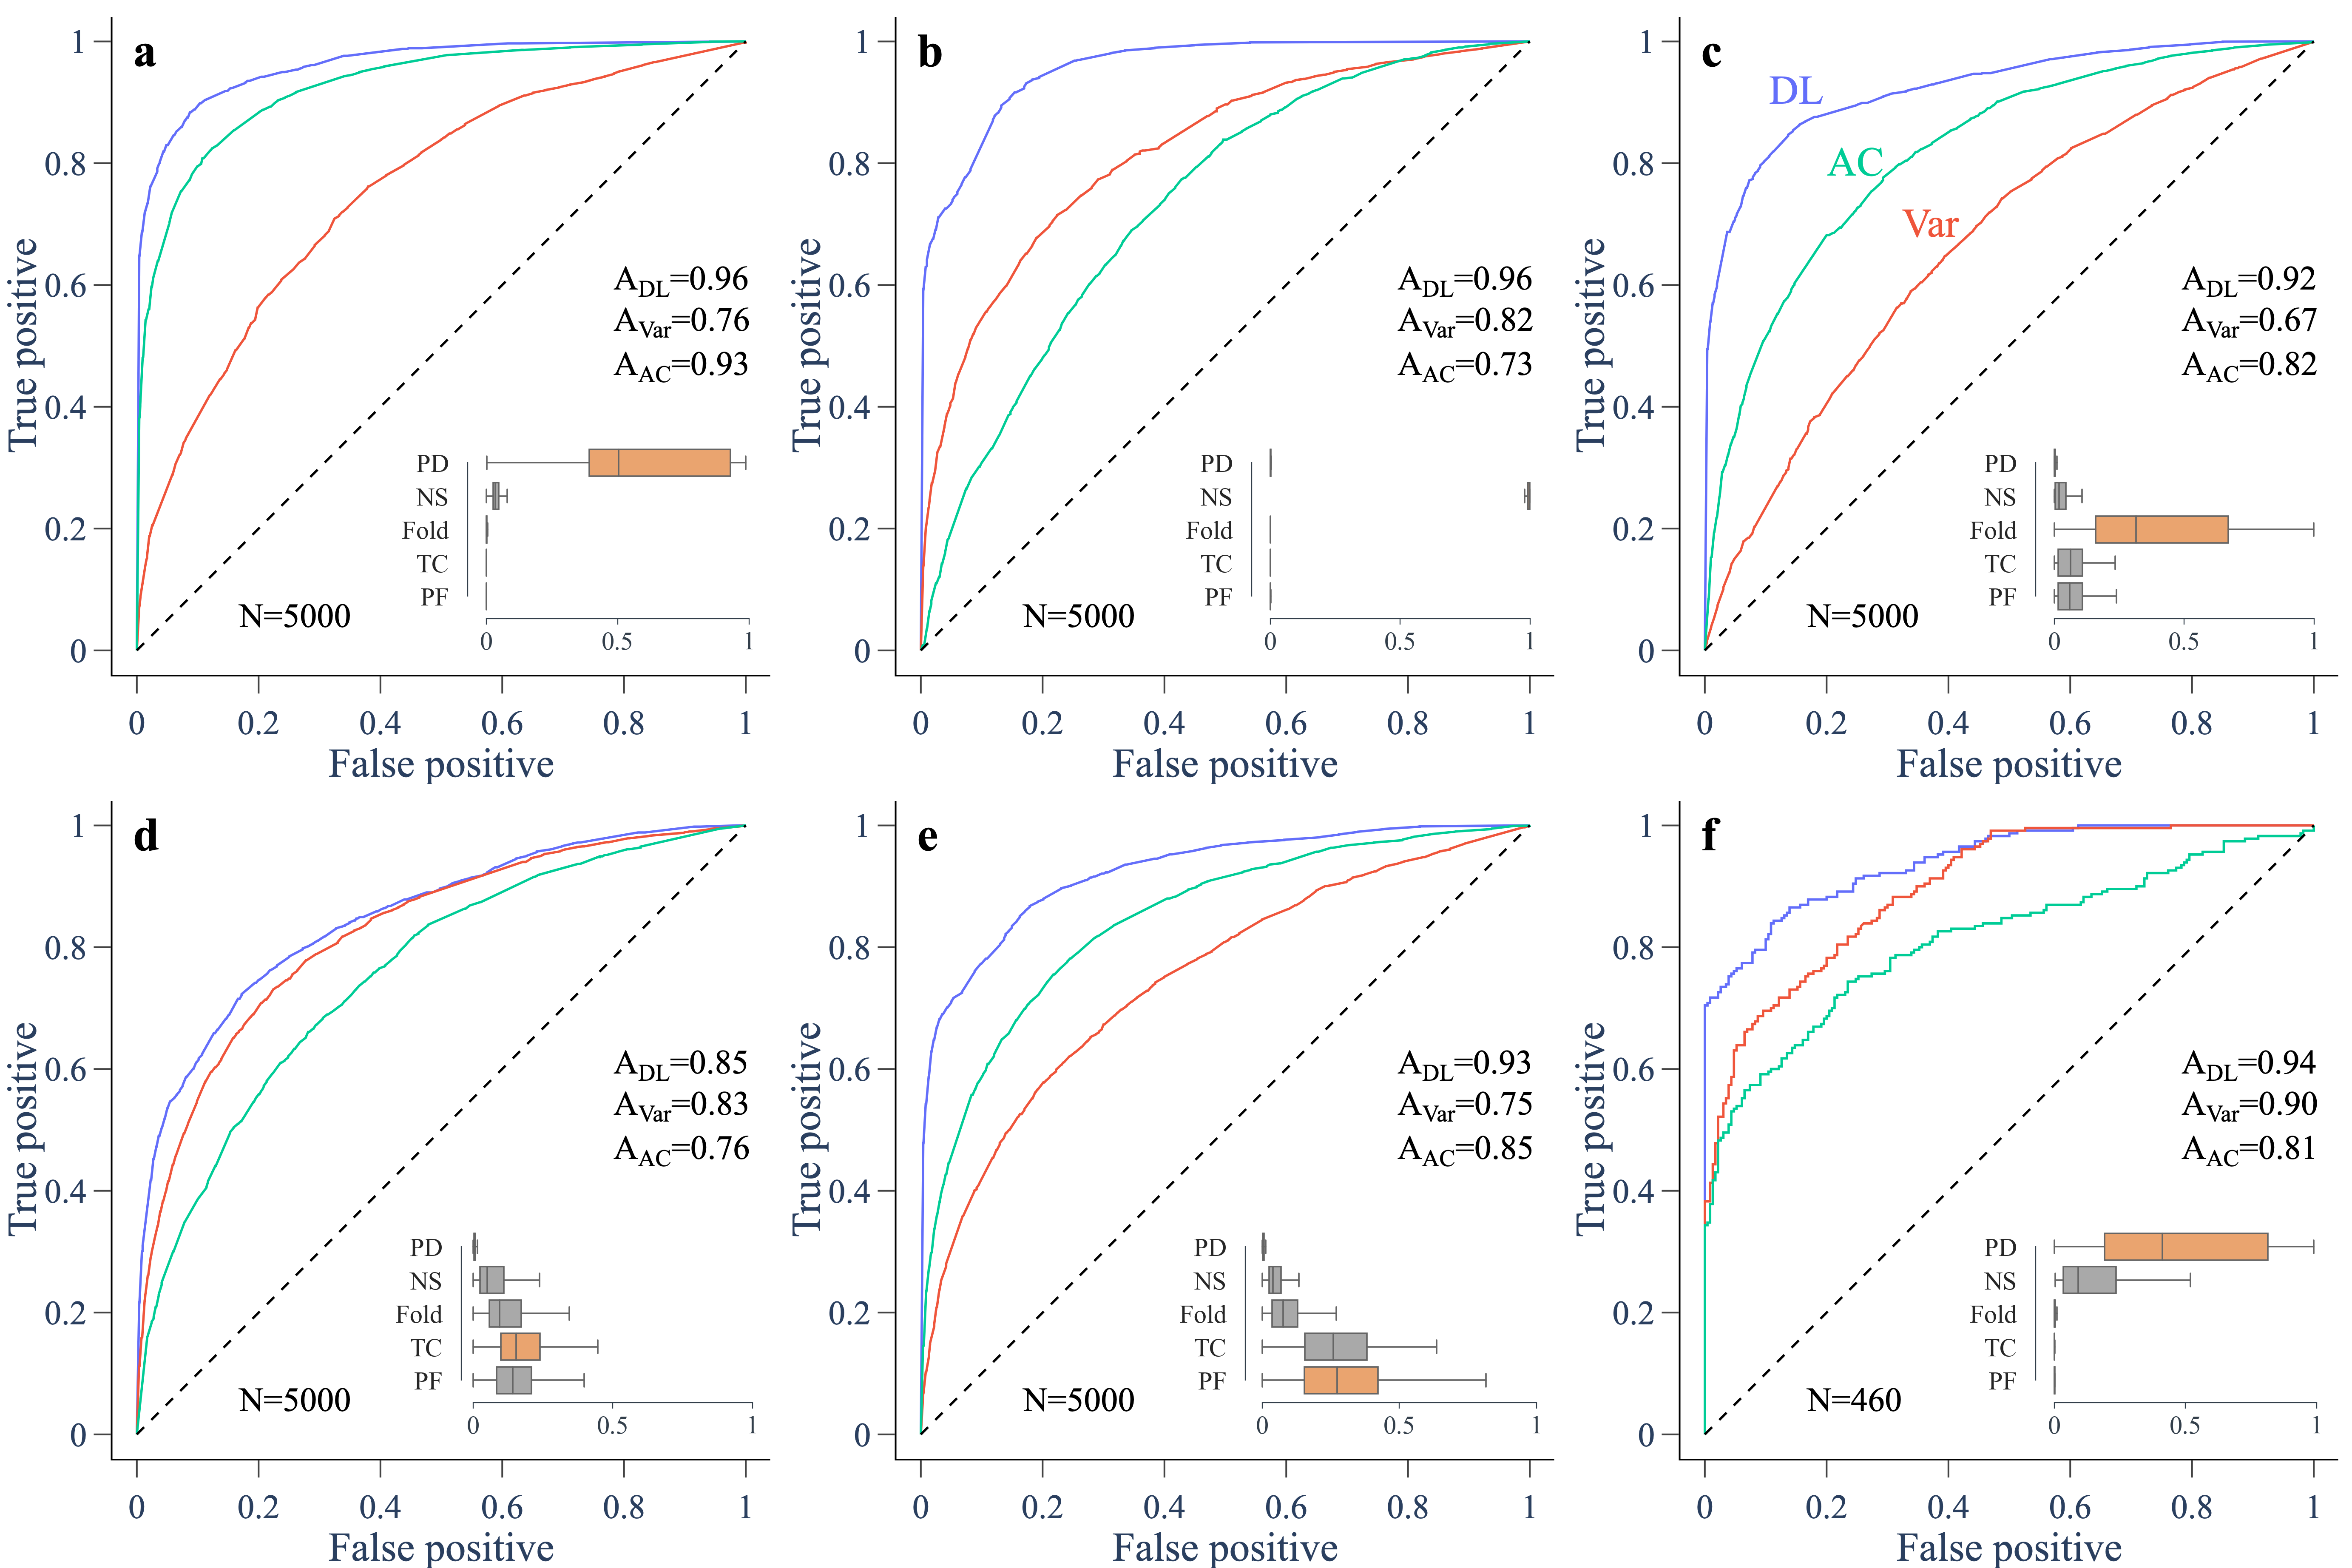 a
1
0.8
0.6
0.4
0.2
0
True positive
A_DL=0.96
A_Var=0.76
A_AC=0.93
PD
NS
Fold
TC
PF
N=5000
0 0.5 1
0 0.2 0.4 0.6 0.8 1
False positive
b
1
0.8
0.6
0.4
0.2
0
True positive
A_DL=0.96
A_Var=0.82
A_AC=0.73
PD
NS
Fold
TC
PF
N=5000
0 0.5 1
0 0.2 0.4 0.6 0.8 1
False positive
c
1
0.8
0.6
0.4
0.2
0
True positive
DL
AC
Var
A_DL=0.92
A_Var=0.67
A_AC=0.82
PD
NS
Fold
TC
PF
N=5000
0 0.5 1
0 0.2 0.4 0.6 0.8 1
False positive
d
1
0.8
0.6
0.4
0.2
0
True positive
A_DL=0.85
A_Var=0.83
A_AC=0.76
PD
NS
Fold
TC
PF
N=5000
0 0.5 1
0 0.2 0.4 0.6 0.8 1
False positive
e
1
0.8
0.6
0.4
0.2
0
True positive
A_DL=0.93
A_Var=0.75
A_AC=0.85
PD
NS
Fold
TC
PF
N=5000
0 0.5 1
0 0.2 0.4 0.6 0.8 1
False positive
f
1
0.8
0.6
0.4
0.2
0
True positive
A_DL=0.94
A_Var=0.90
A_AC=0.81
PD
NS
Fold
TC
PF
N=460
0 0.5 1
0 0.2 0.4 0.6 0.8 1
False positive